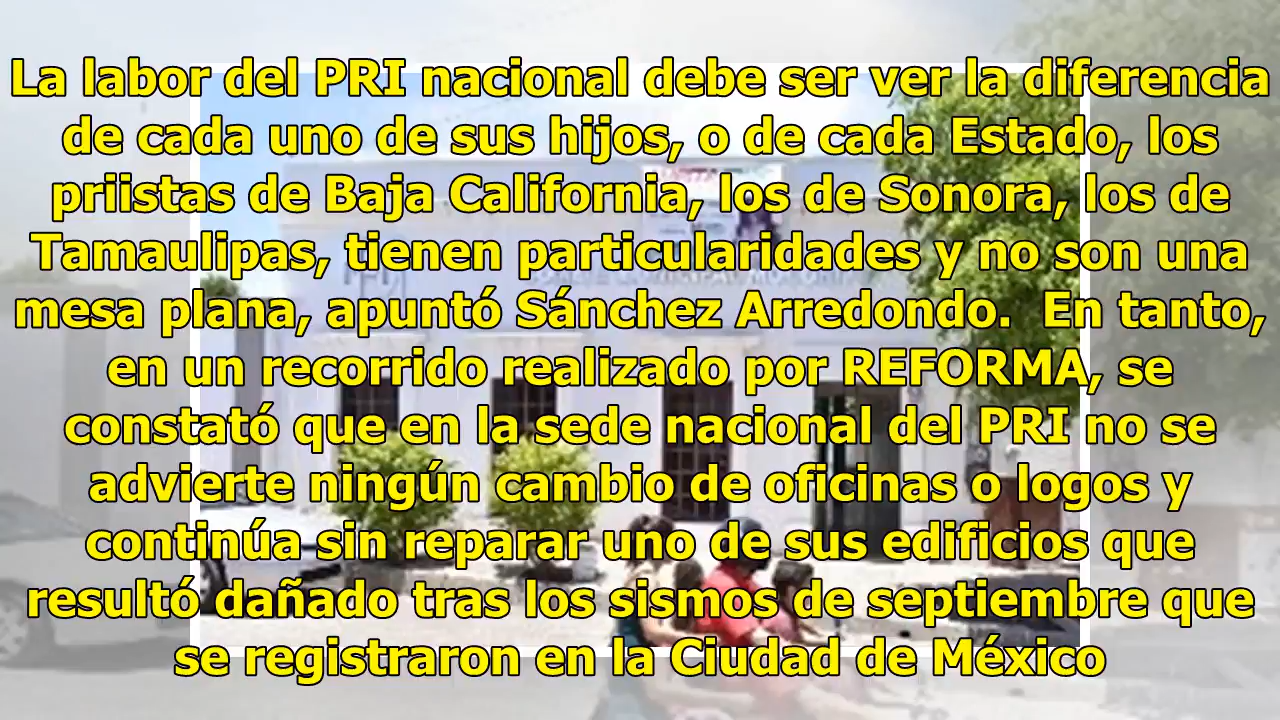 La labor del PRI nacional debe ser ver la diferencia
de cada uno de sus hijos, o de cada Estado, los
priistas de Baja California, los de Sonora, los de
Tamaulipas, tienen particularidades y no son una
mesa plana, apuntó Sánchez Arredondo.  En tanto,
en un recorrido realizado por REFORMA, se
constató que en la sede nacional del PRI no se
advierte ningún cambio de oficinas o logos y
continúa sin reparar uno de sus edificios que
resultó dañado tras los sismos de septiembre que
se registraron en la Ciudad de México